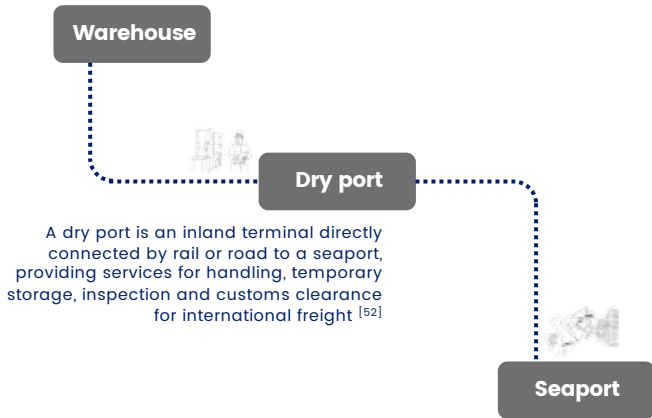 Warehouse
Dry port
A dry port is an inland terminal directly
connected by rail or road to a seaport,
providing services for handling, temporary
storage, inspection and customs clearance
for international freight [52]
Seaport